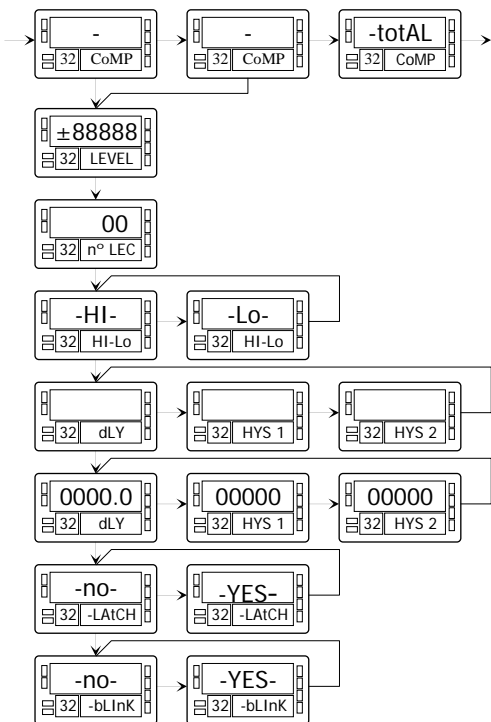 - - -totAL
32 CoMP 32 CoMP 32 CoMP
±88888
32 LEVEL
00
32 nº LEC
-HI- -Lo-
32 HI-Lo 32 HI-Lo
32 dLY 32 HYS 1 32 HYS 2
0000.0 00000 00000
32 dLY 32 HYS 1 32 HYS 2
-no- -YES-
32 -LAtCH 32 -LAtCH
-no- -YES-
32 -bLInK 32 -bLInK